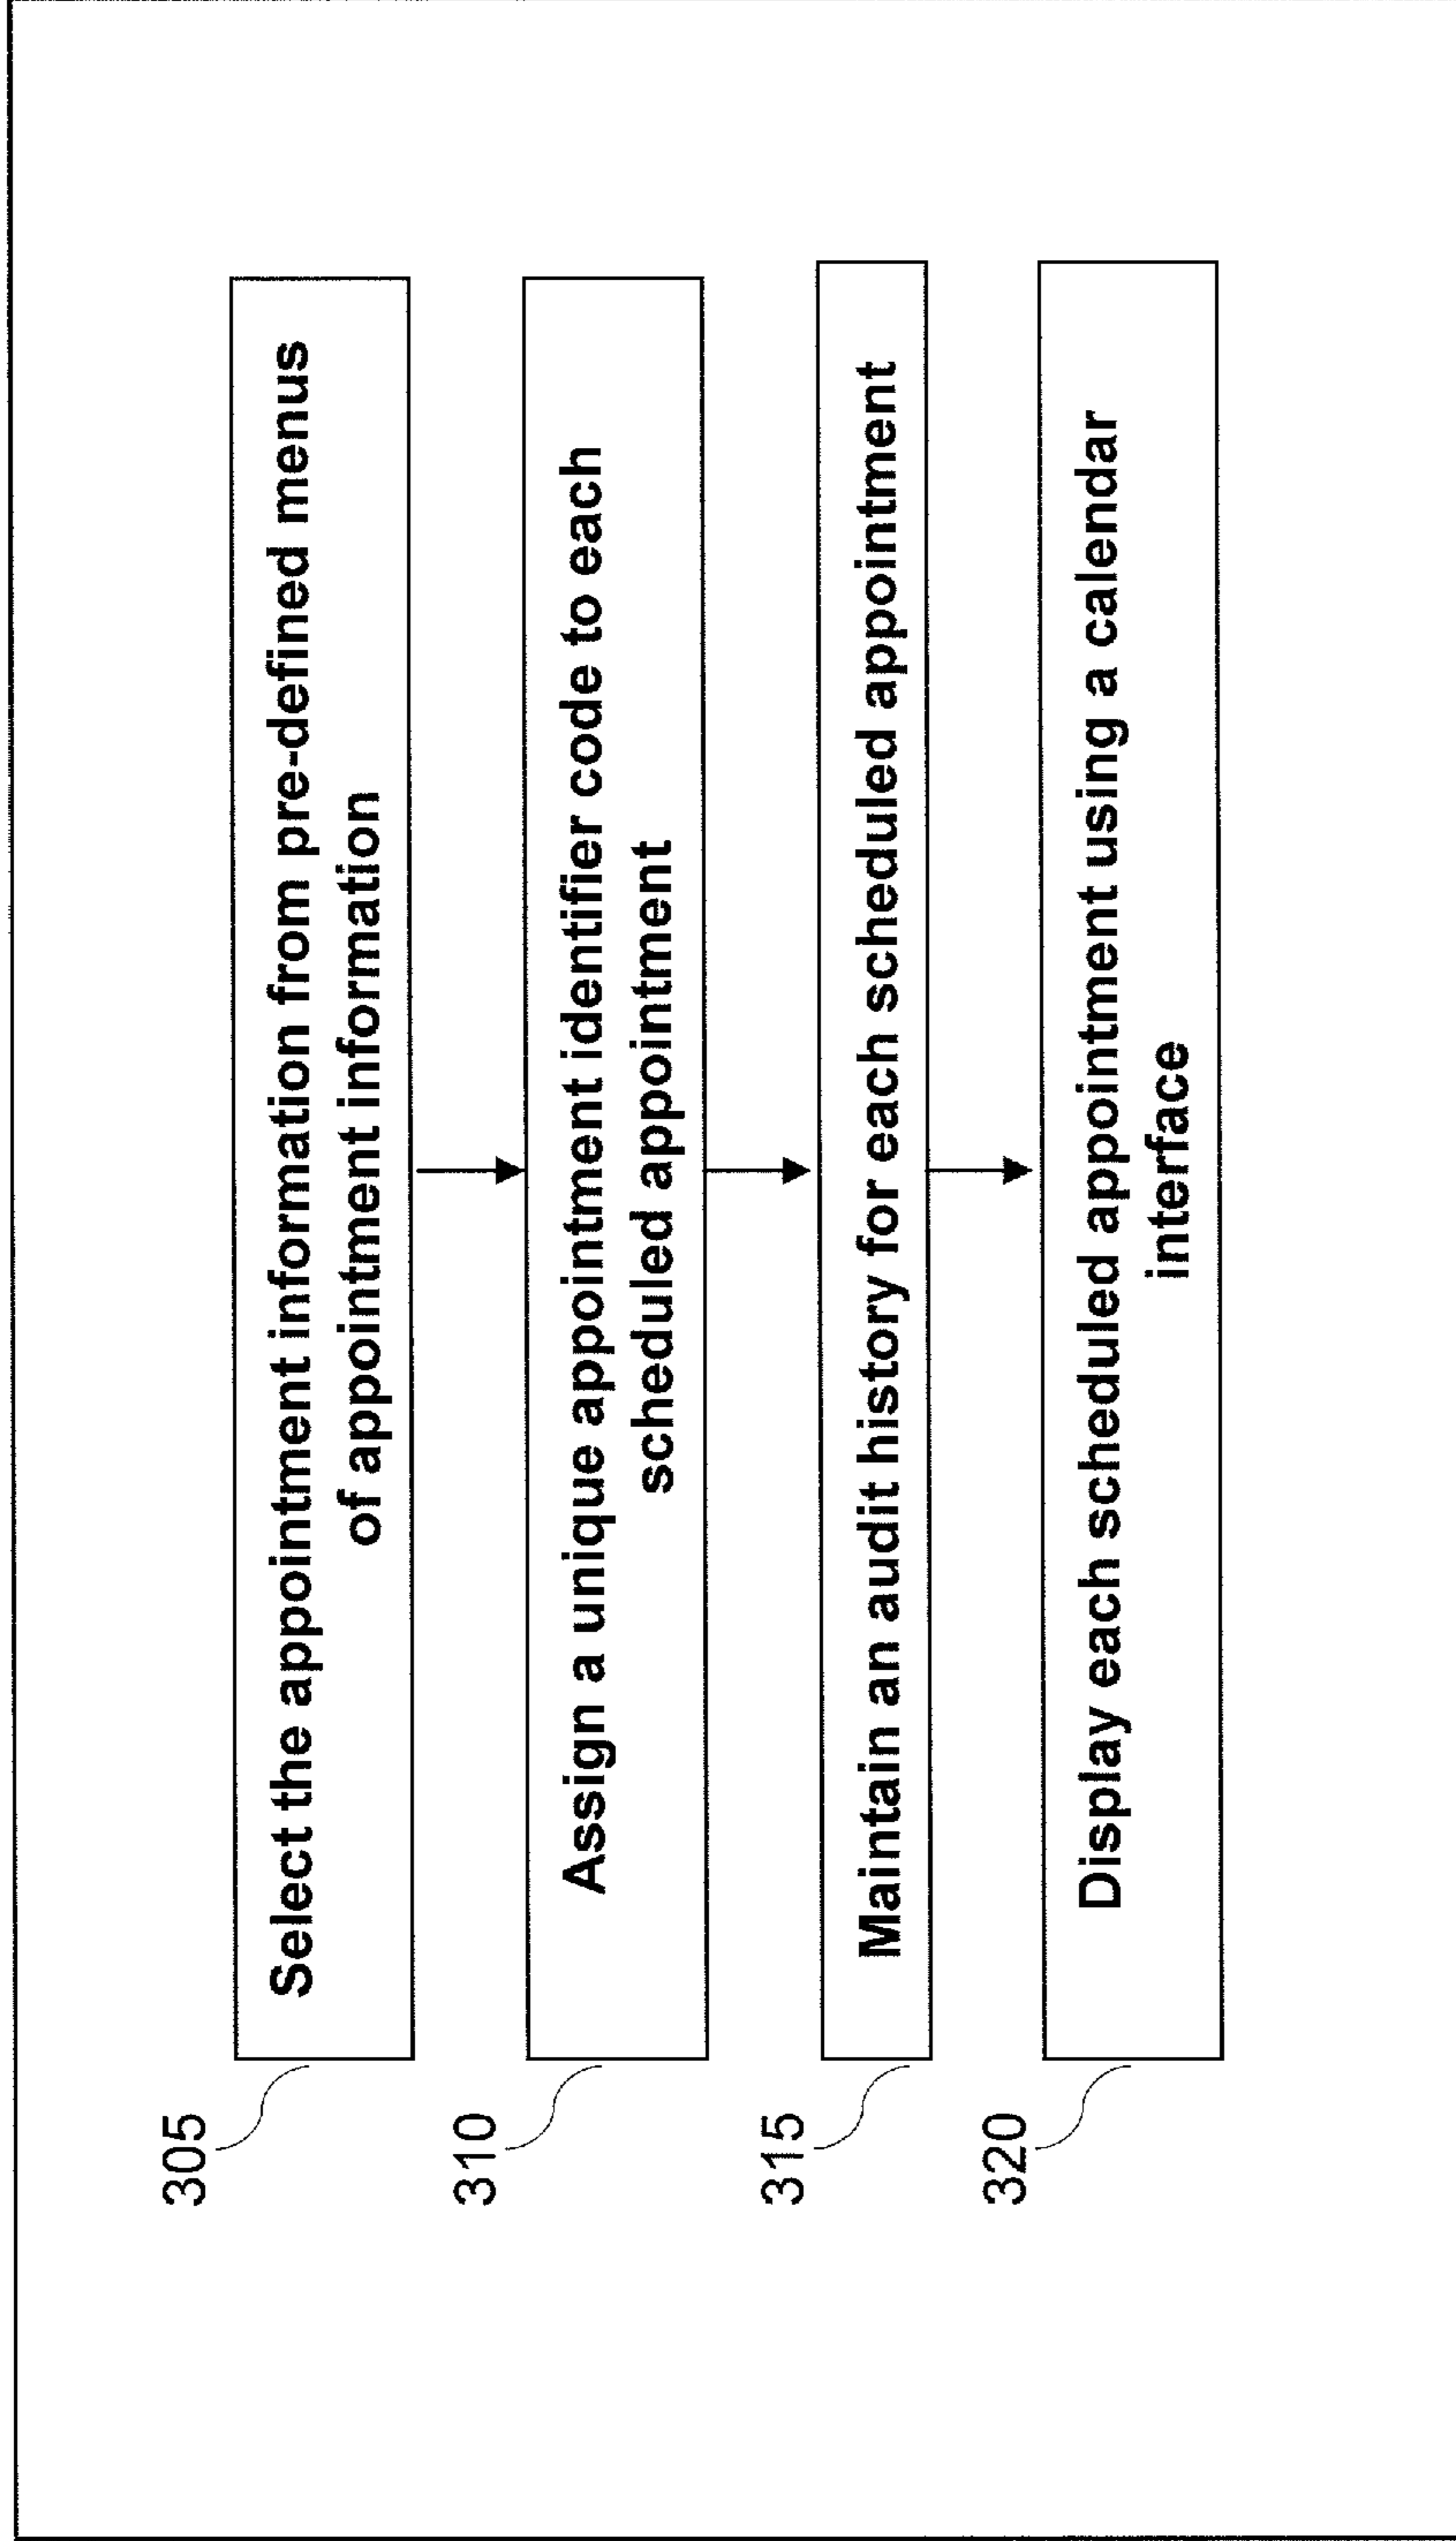 305
Select the appointment information from pre-defined menus
of appointment information
310
Assign a unique appointment identifier code to each
scheduled appointment
315
Maintain an audit history for each scheduled appointment
320
Display each scheduled appointment using a calendar
interface